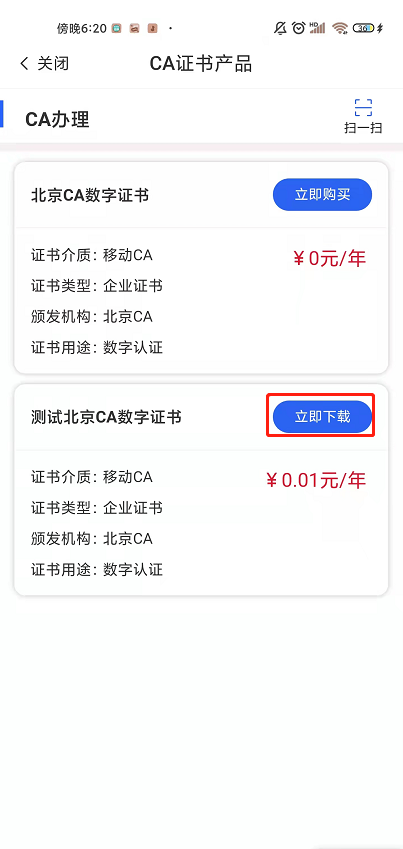 傍晚6:20
HD
36
关闭
CA证书产品
CA办理
扫一扫
北京CA数字证书
立即购买
证书介质：移动CA
¥0元/年
证书类型：企业证书
颁发机构：北京CA
证书用途：数字认证
测试北京CA数字证书
立即下载
证书介质：移动CA
¥0.01元/年
证书类型：企业证书
颁发机构：北京CA
证书用途：数字认证